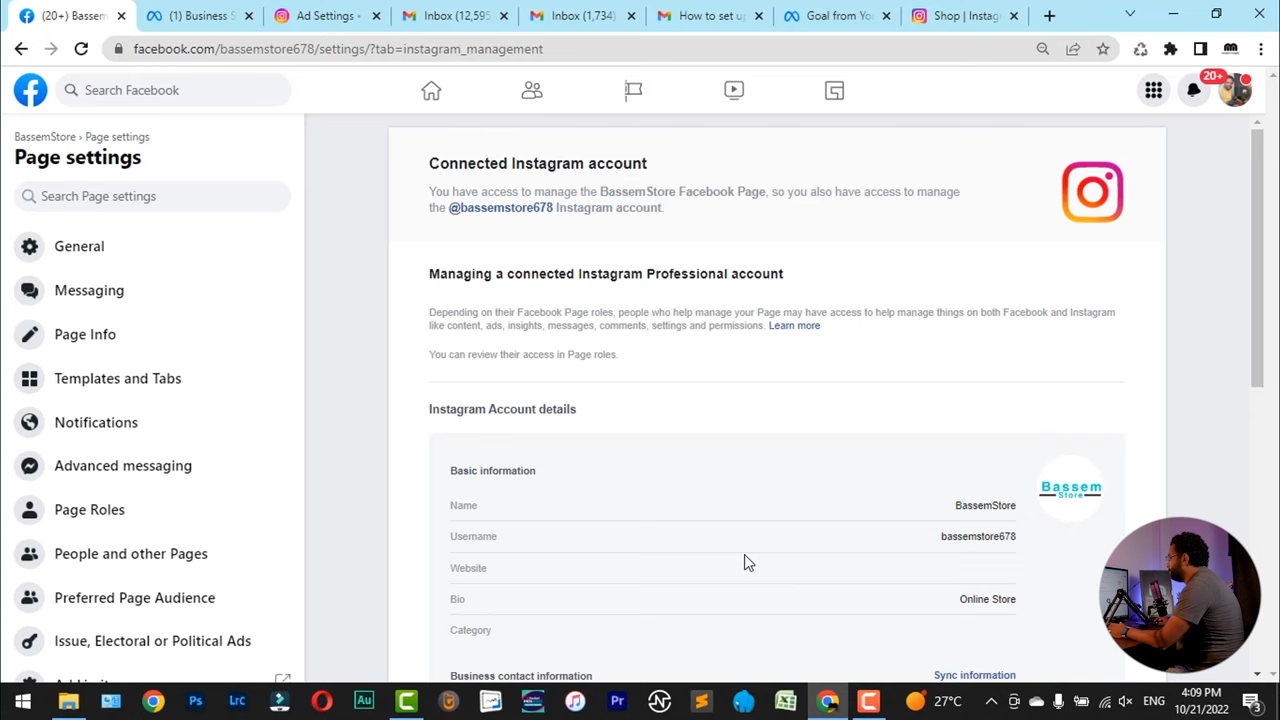 (20+) Bassem
(1) Business S
Ad Settings •
Inbox (12,595
Inbox (1,734)
How to set up
Goal from You
Shop | Instag
facebook.com/bassemstore678/settings/?tab=instagram_management
Search Facebook
20+
BassemStore › Page settings
Page settings
Search Page settings
General
Messaging
Page Info
Templates and Tabs
Notifications
Advanced messaging
Page Roles
People and other Pages
Preferred Page Audience
Issue, Electoral or Political Ads
Connected Instagram account
You have access to manage the BassemStore Facebook Page, so you also have access to manage
the @bassemstore678 Instagram account.
Managing a connected Instagram Professional account
Depending on their Facebook Page roles, people who help manage your Page may have access to help manage things on both Facebook and Instagram
like content, ads, insights, messages, comments, settings and permissions. Learn more
You can review their access in Page roles.
Instagram Account details
Basic information
Name BassemStore
Username bassemstore678
Website
Bio Online Store
Category
Business contact information Sync information
Bassem
Store
Ps
Lrc
Au
Pr
27°C
ENG
4:09 PM
10/21/2022
3